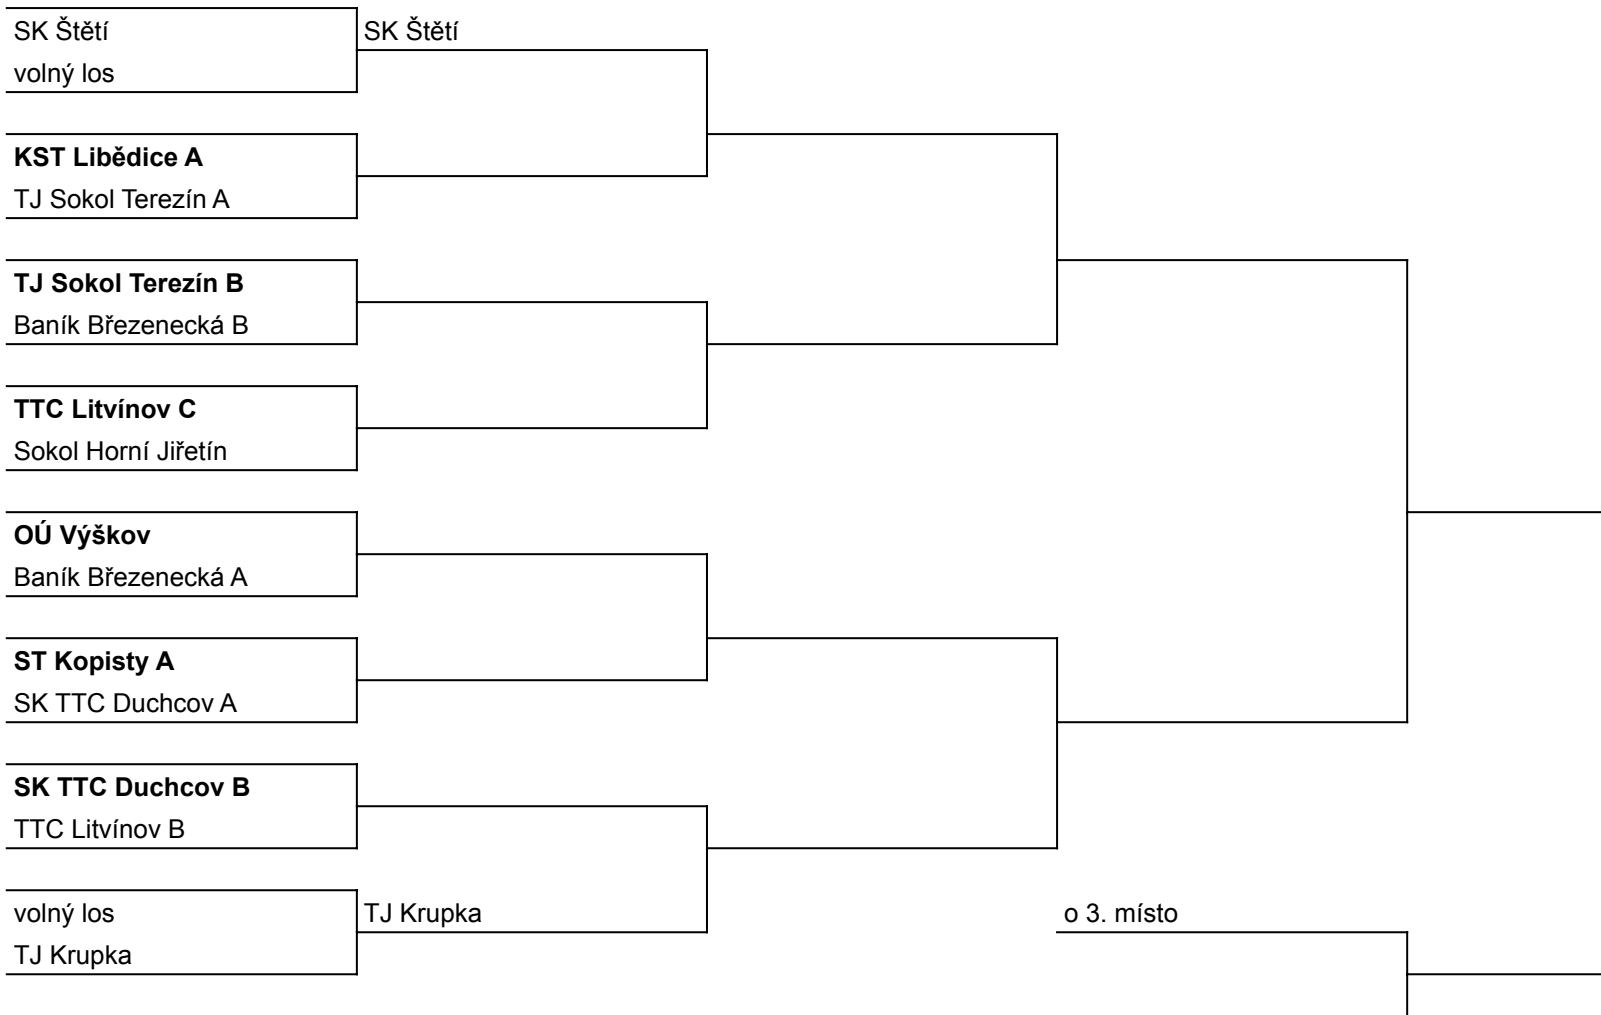 SK Štětí
SK Štětí
volný los
KST Libědice A
TJ Sokol Terezín A
TJ Sokol Terezín B
Baník Březenecká B
TTC Litvínov C
Sokol Horní Jiřetín
OÚ Výškov
Baník Březenecká A
ST Kopisty A
SK TTC Duchcov A
SK TTC Duchcov B
TTC Litvínov B
volný los
TJ Krupka
TJ Krupka
o 3. místo